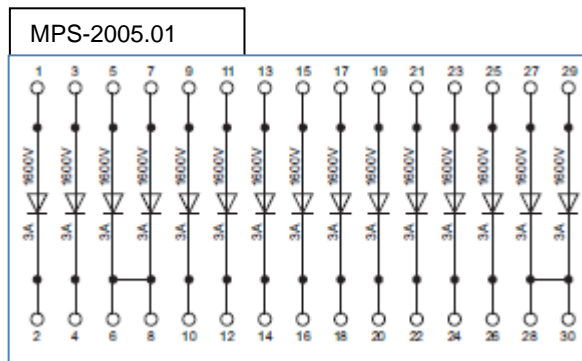 MPS-2005.01
1 3 5 7 9 11 13 15 17 19 21 23 25 27 29
1600V 1600V 1600V 1600V 1600V 1600V 1600V 1600V 1600V 1600V 1600V 1600V 1600V 1600V 1600V
3A 3A 3A 3A 3A 3A 3A 3A 3A 3A 3A 3A 3A 3A 3A
2 4 6 8 10 12 14 16 18 20 22 24 26 28 30